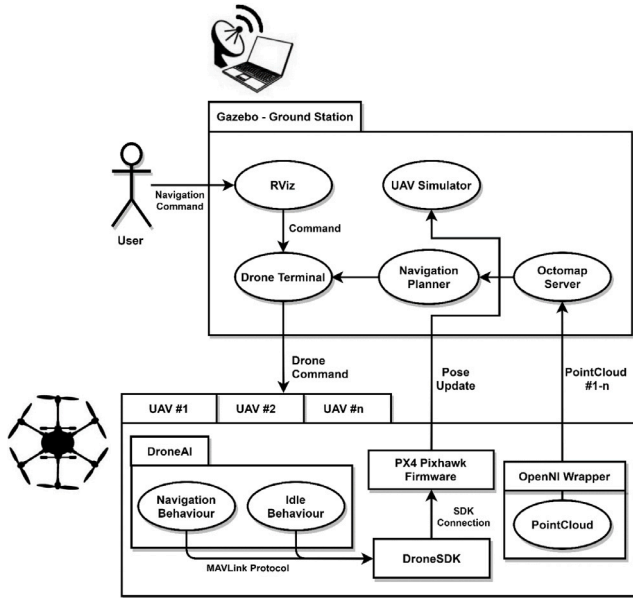 Gazebo - Ground Station
RViz
UAV Simulator
Navigation
Command
User
Command
Drone Terminal
Navigation
Planner
Octomap
Server
Drone
Command
Pose
Update
PointCloud
#1-n
UAV #1
UAV #2
UAV #n
DroneAI
PX4 Pixhawk
Firmware
OpenNI Wrapper
Navigation
Behaviour
Idle
Behaviour
SDK
Connection
PointCloud
MAVLink Protocol
DroneSDK